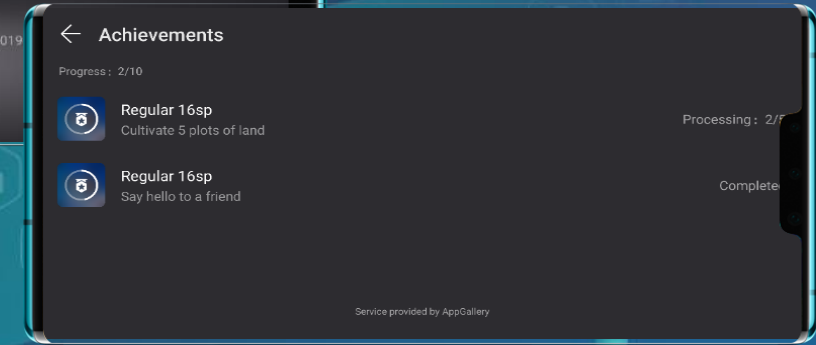 019
Achievements
Progress: 2/10
Regular 16sp
Cultivate 5 plots of land
Processing: 2/
Regular 16sp
Say hello to a friend
Complete
Service provided by AppGallery